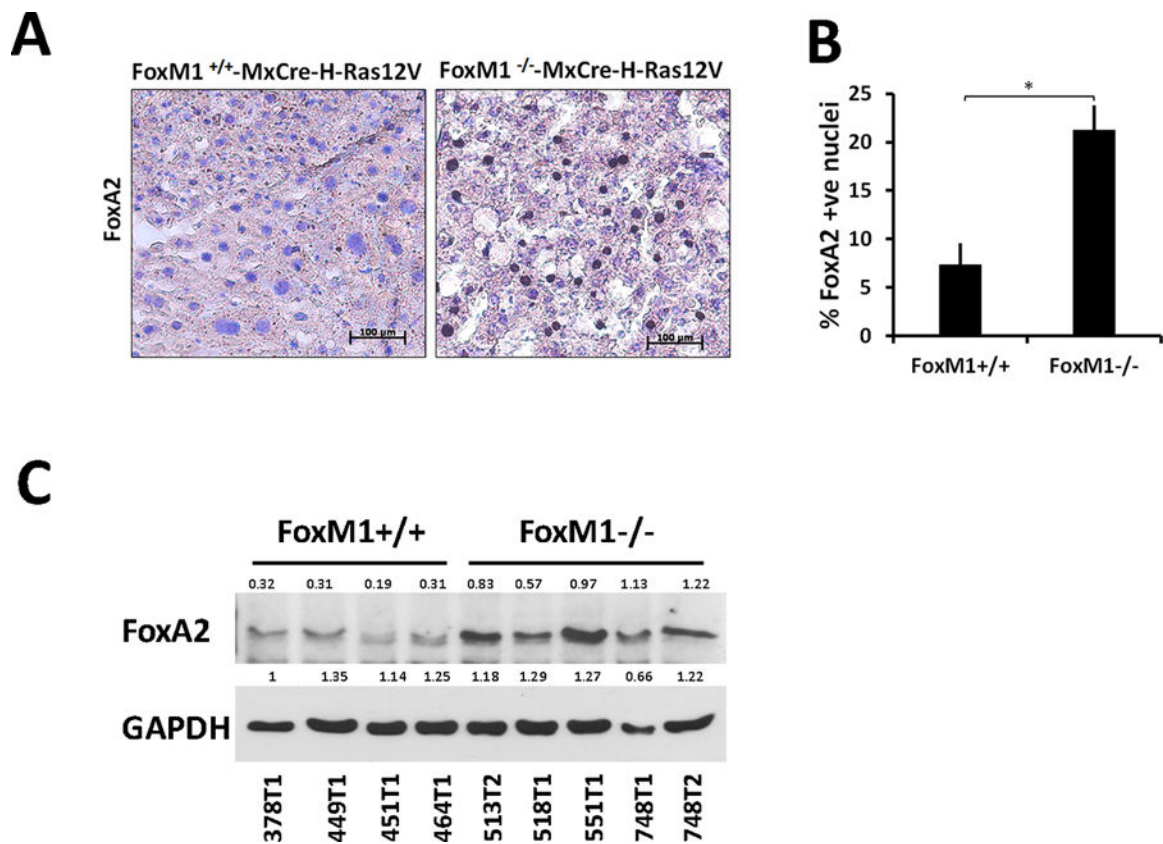 A
FoxM1 +/+-MxCre-H-Ras12V
FoxM1 -/--MxCre-H-Ras12V
FoxA2
100 µm
100 µm
B
*
% FoxA2 +ve nuclei
25
20
15
10
5
0
FoxM1+/+
FoxM1-/-
C
FoxM1+/+ FoxM1-/-
0.32 0.31 0.19 0.31 0.83 0.57 0.97 1.13 1.22
FoxA2
1 1.35 1.14 1.25 1.18 1.29 1.27 0.66 1.22
GAPDH
378T1
449T1
451T1
464T1
513T2
518T1
551T1
748T1
748T2